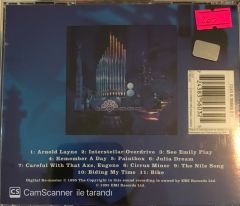 1: Arnold Layne 2: Interstellar Overdrive 3: See Emily Play
4: Remember A Day 5: Paintbox 6: Julia Dream
7: Careful With That Axe, Eugene 8: Cirrus Minor 9: The Nile Song
10: Biding My Time 11: Bike
Digital Re-master ℗ 1995 The Copyright in this sound recording is owned by EMI Records Ltd.
© 1995 EMI Records Ltd.
CS CamScanner ile tarandı